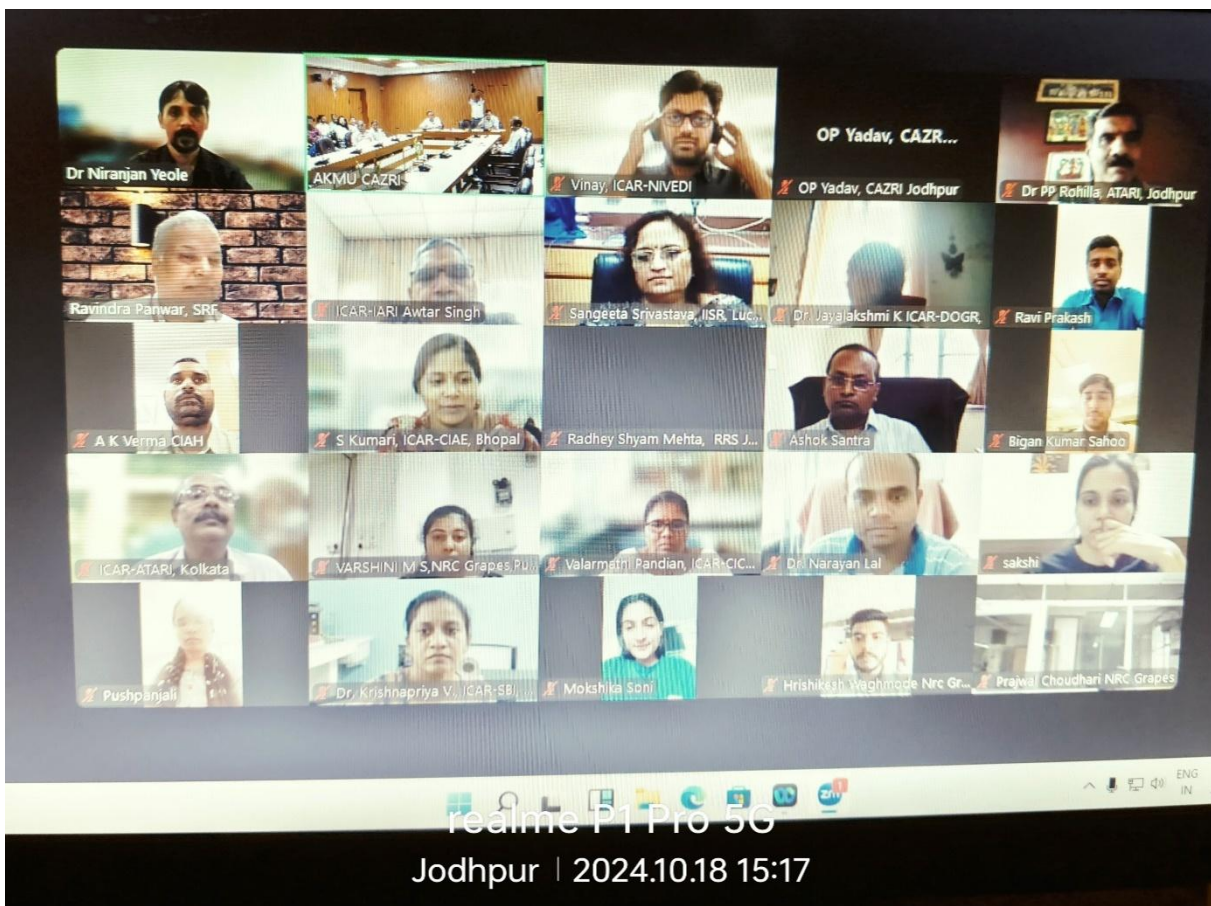 Dr Niranjan Yeole
AKMU CAZRI
Vinay, ICAR-NIVEDI
OP Yadav, CAZR...
OP Yadav, CAZRI Jodhpur
Dr PP Rohilla, ATARI, Jodhpur
Ravindra Panwar, SRF
ICAR-IARI Awtar Singh
Sangeeta Srivastava, IISR, Luc...
Dr. Jayalakshmi K ICAR-DOGR,
Ravi Prakash
A K Verma CIAH
S Kumari, ICAR-CIAE, Bhopal
Radhey Shyam Mehta, RRS J...
Ashok Santra
Bigan Kumar Sahoo
ICAR-ATARI, Kolkata
VARSHINI M S,NRC Grapes,Pu...
Valarmathi Pandian, ICAR-CIC...
Dr. Narayan Lal
sakshi
Pushpanjali
Dr. Krishnapriya V., ICAR-SBI,
Mokshika Soni
Hrishikesh Waghmode Nrc Gr...
Prajwal Choudhari NRC Grapes
zm 1
ENG
IN
realme P1 Pro 5G
Jodhpur | 2024.10.18 15:17